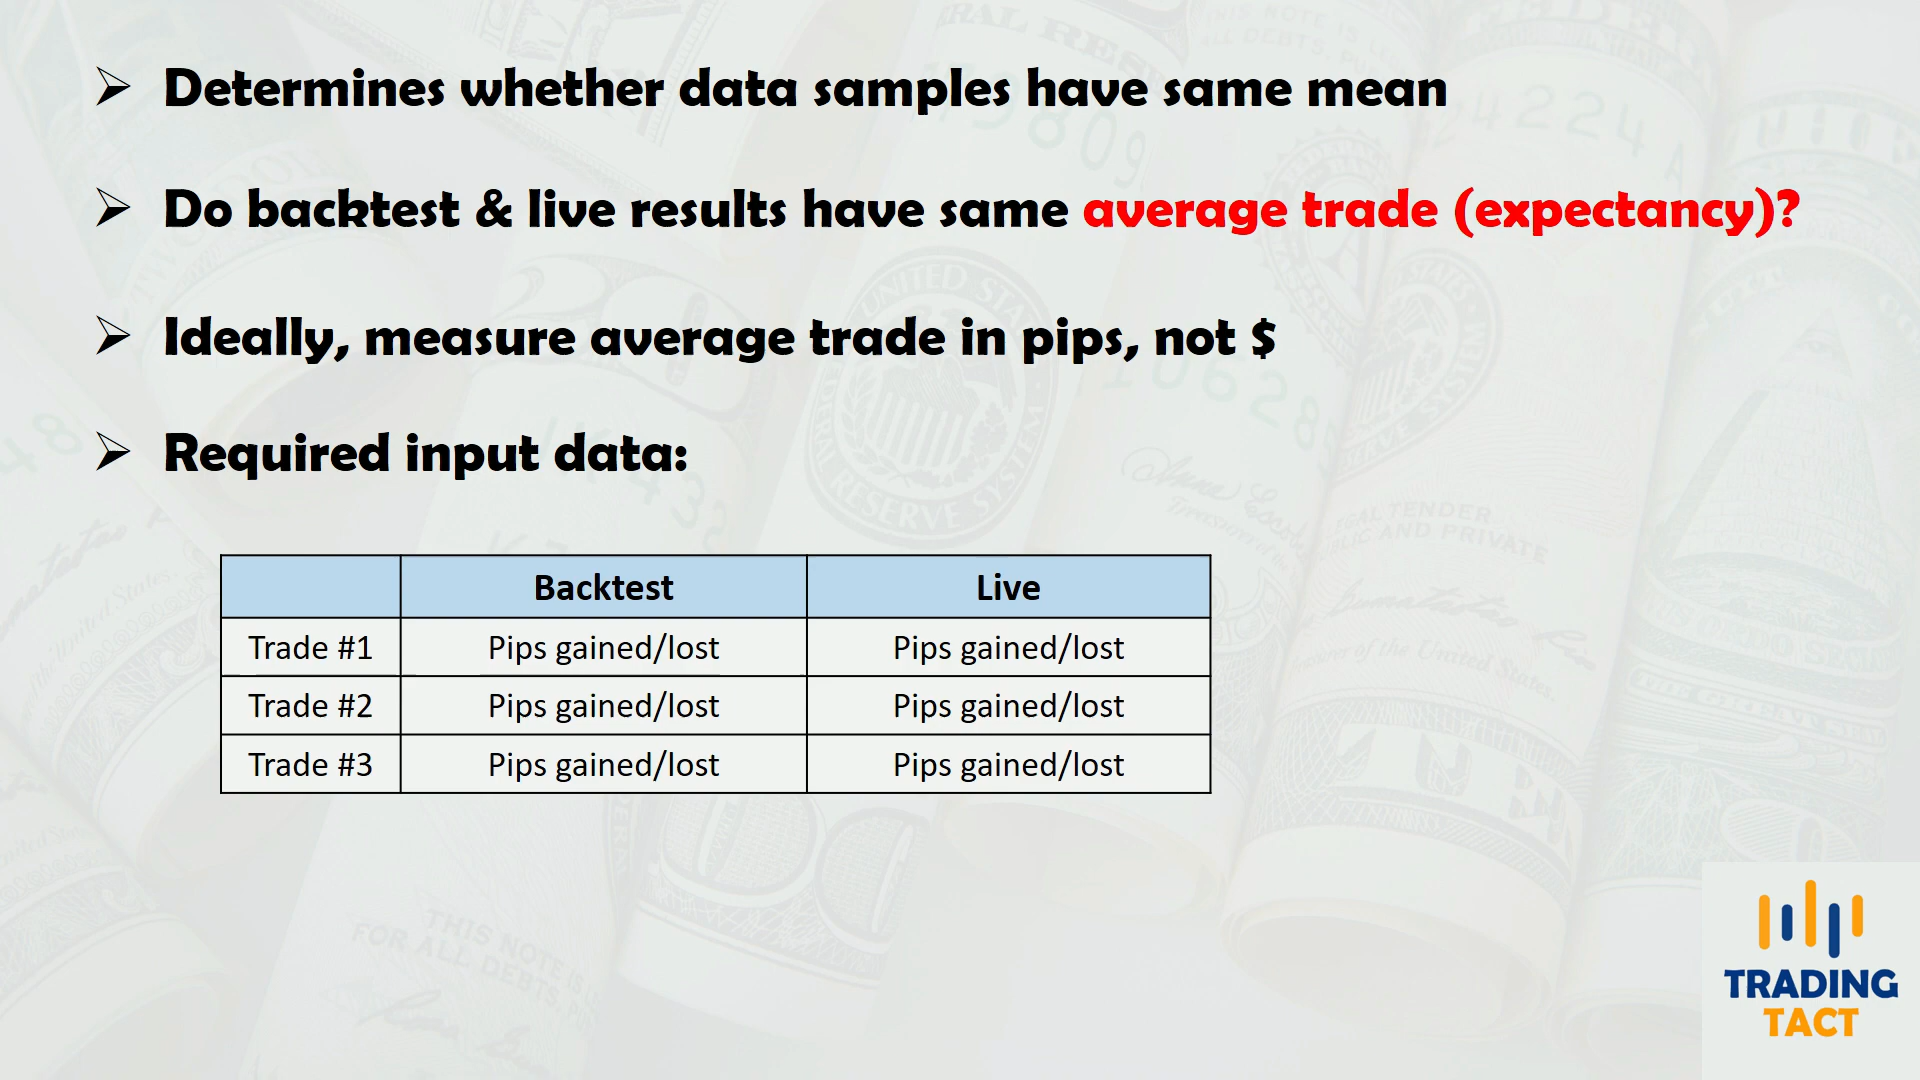 Determines whether data samples have same mean
Do backtest & live results have same average trade (expectancy)?
Ideally, measure average trade in pips, not $
Required input data:
Backtest Live
Trade #1 Pips gained/lost Pips gained/lost
Trade #2 Pips gained/lost Pips gained/lost
Trade #3 Pips gained/lost Pips gained/lost
TRADING
TACT